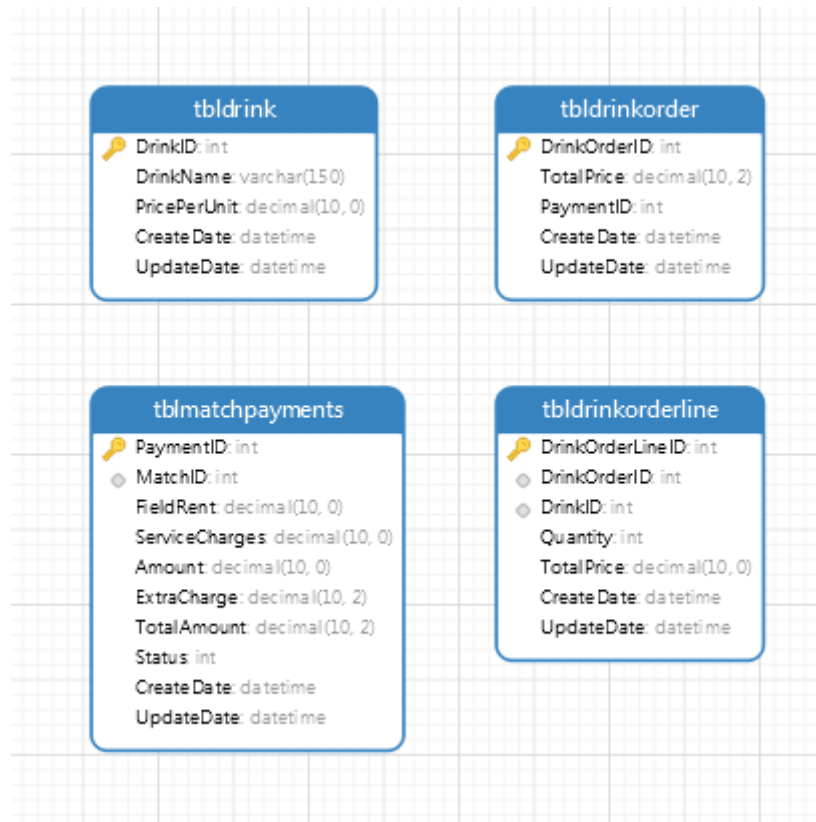 tbldrink
DrinkID: int
DrinkName: varchar(150)
PricePerUnit: decimal(10, 0)
CreateDate: datetime
UpdateDate: datetime
tbldrinkorder
DrinkOrderID: int
TotalPrice: decimal(10, 2)
PaymentID: int
CreateDate: datetime
UpdateDate: datetime
tblmatchpayments
PaymentID: int
MatchID: int
FieldRent: decimal(10, 0)
ServiceCharges: decimal(10, 0)
Amount: decimal(10, 0)
ExtraCharge: decimal(10, 2)
TotalAmount: decimal(10, 2)
Status: int
CreateDate: datetime
UpdateDate: datetime
tbldrinkorderline
DrinkOrderLineID: int
DrinkOrderID: int
DrinkID: int
Quantity: int
TotalPrice: decimal(10, 0)
CreateDate: datetime
UpdateDate: datetime